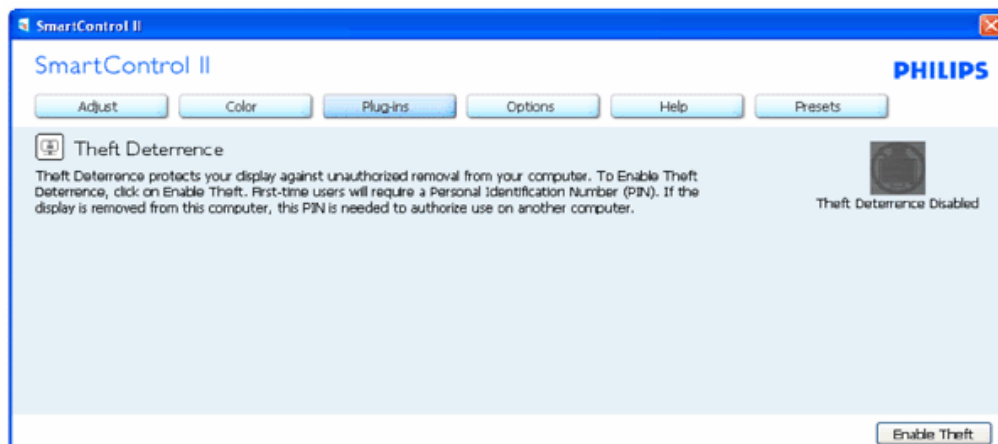 SmartControl II
SmartControl II
PHILIPS
Adjust Color Plug-ins Options Help Presets
Theft Deterrence
Theft Deterrence protects your display against unauthorized removal from your computer. To Enable Theft
Deterrence, click on Enable Theft. First-time users will require a Personal Identification Number (PIN). If the
display is removed from this computer, this PIN is needed to authorize use on another computer.
Theft Deterrence Disabled
Enable Theft